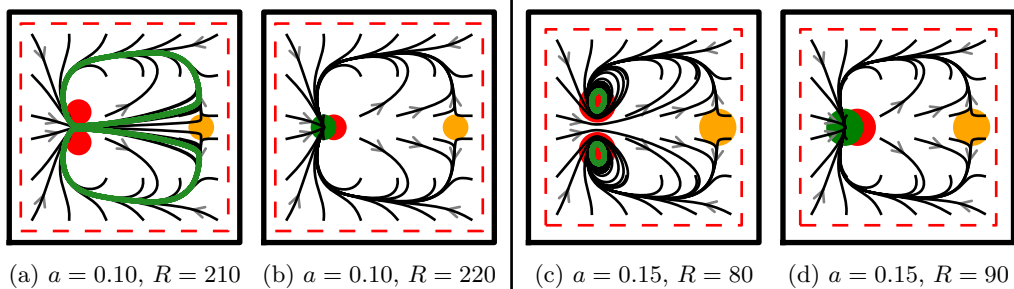 (a) a = 0.10, R = 210
(b) a = 0.10, R = 220
(c) a = 0.15, R = 80
(d) a = 0.15, R = 90